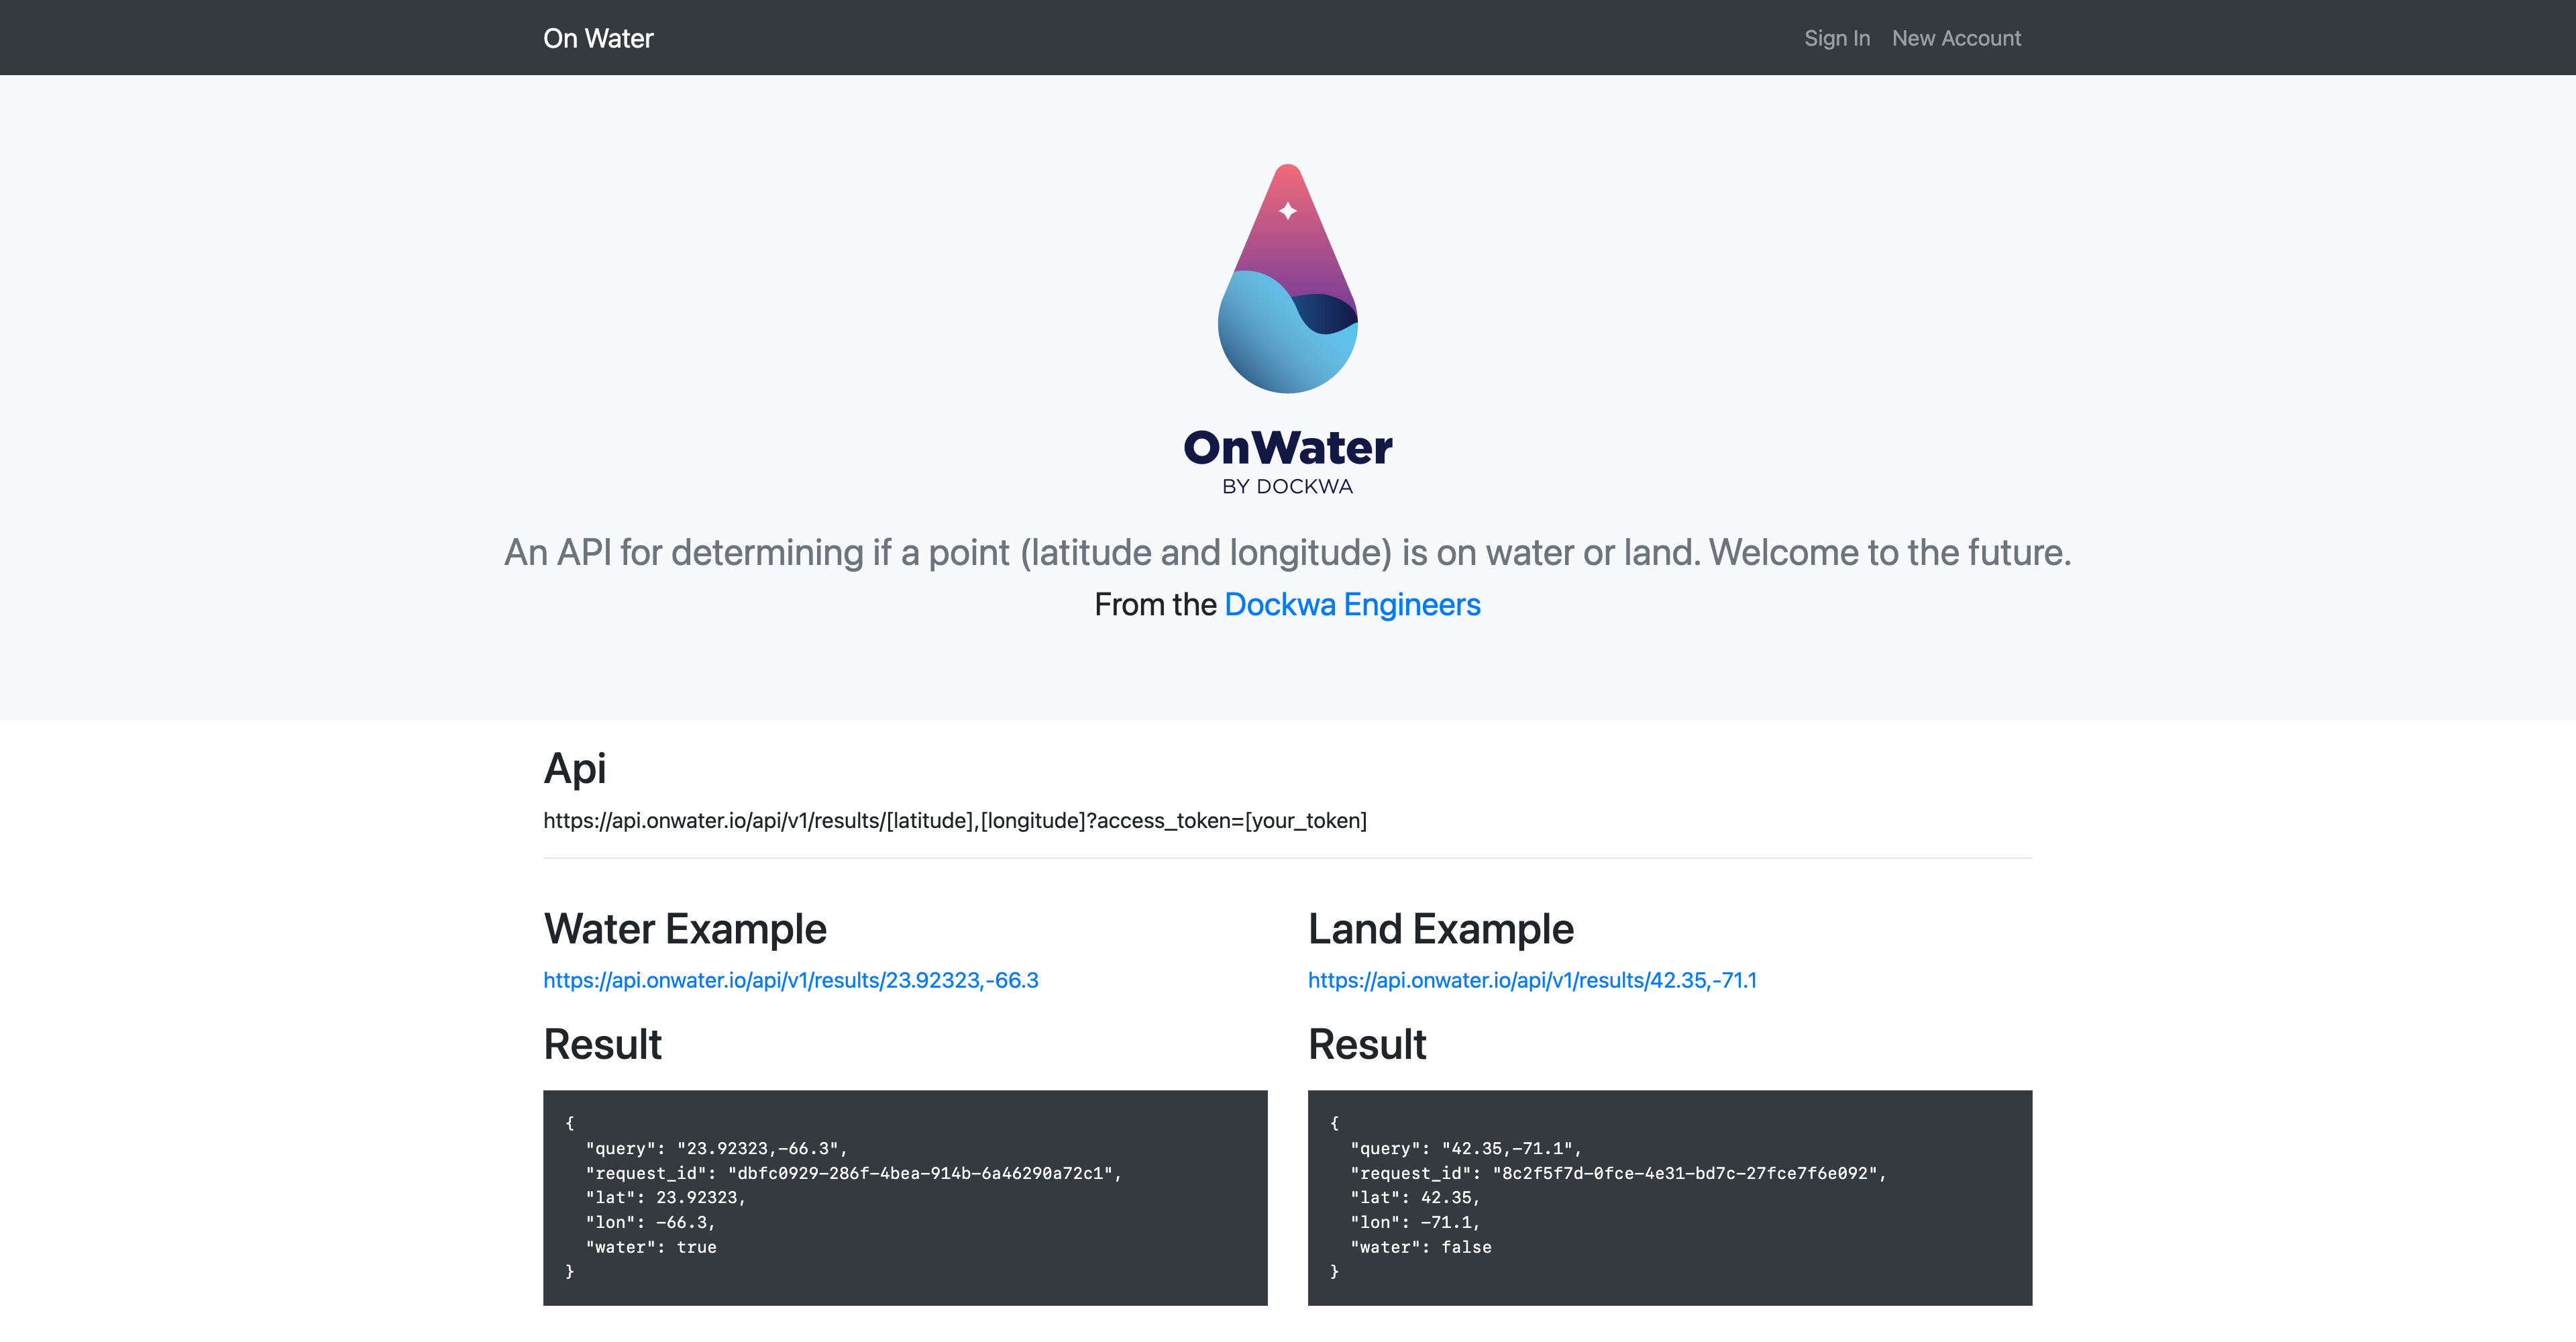 On Water
Sign In
New Account
OnWater
BY DOCKWA
An API for determining if a point (latitude and longitude) is on water or land. Welcome to the future.
From the Dockwa Engineers
Api
https://api.onwater.io/api/v1/results/[latitude],[longitude]?access_token=[your_token]
Water Example
https://api.onwater.io/api/v1/results/23.92323,-66.3
Result
{
  "query": "23.92323,-66.3",
  "request_id": "dbfc0929-286f-4bea-914b-6a46290a72c1",
  "lat": 23.92323,
  "lon": -66.3,
  "water": true
}
Land Example
https://api.onwater.io/api/v1/results/42.35,-71.1
Result
{
  "query": "42.35,-71.1",
  "request_id": "8c2f5f7d-0fce-4e31-bd7c-27fce7f6e092",
  "lat": 42.35,
  "lon": -71.1,
  "water": false
}